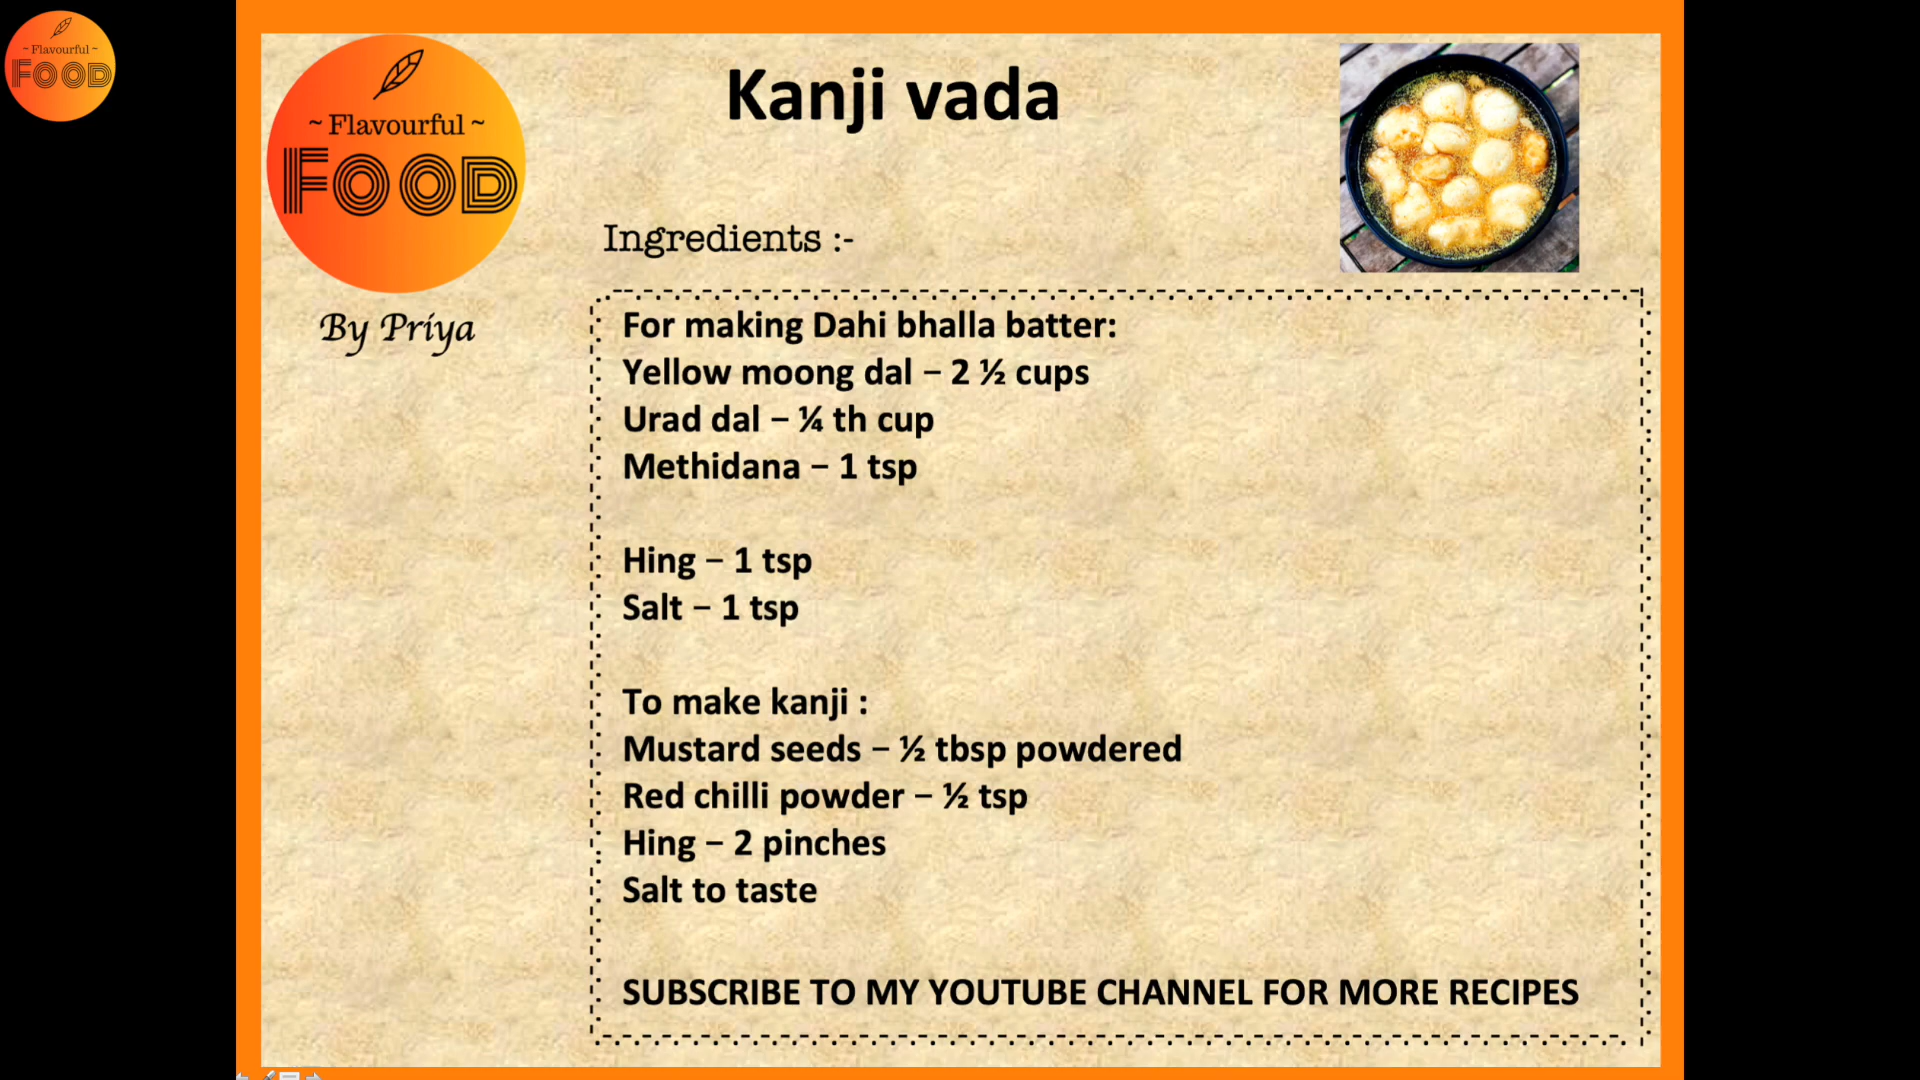 ~ Flavourful ~
FOOD
Kanji vada
~ Flavourful ~
FOOD
By Priya
Ingredients :-
For making Dahi bhalla batter:
Yellow moong dal – 2 ½ cups
Urad dal – ¼ th cup
Methidana – 1 tsp
Hing – 1 tsp
Salt – 1 tsp
To make kanji :
Mustard seeds – ½ tbsp powdered
Red chilli powder – ½ tsp
Hing – 2 pinches
Salt to taste
SUBSCRIBE TO MY YOUTUBE CHANNEL FOR MORE RECIPES